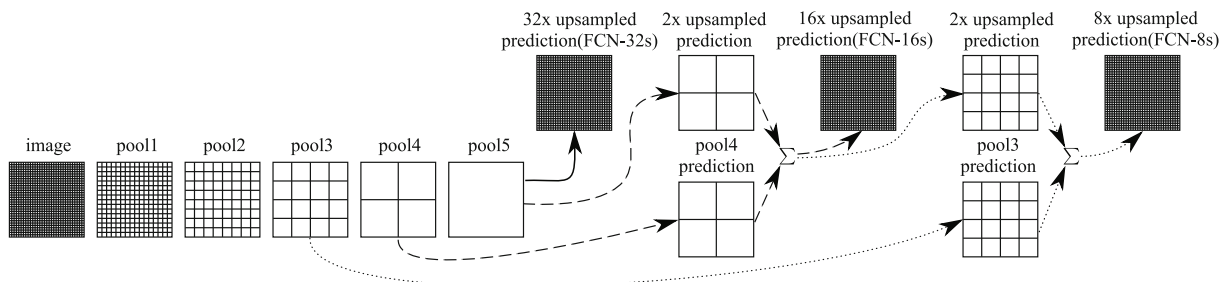 32x upsampled
prediction(FCN-32s)
2x upsampled
prediction
16x upsampled
prediction(FCN-16s)
2x upsampled
prediction
8x upsampled
prediction(FCN-8s)
image
pool1
pool2
pool3
pool4
pool5
pool4
prediction
∑
pool3
prediction
∑